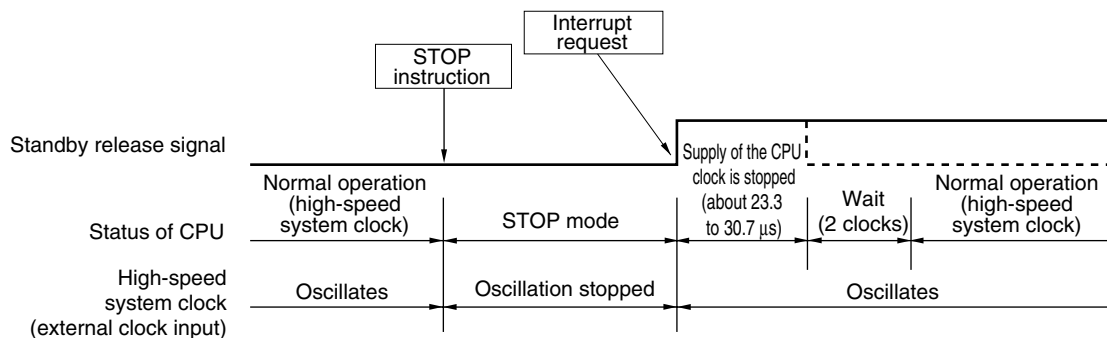 Interrupt
request
STOP
instruction
Standby release signal
Supply of the CPU
clock is stopped
(about 23.3
to 30.7 μs)
Normal operation
(high-speed
system clock)
Status of CPU
STOP mode
Wait
(2 clocks)
Normal operation
(high-speed
system clock)
High-speed
system clock
(external clock input)
Oscillates
Oscillation stopped
Oscillates